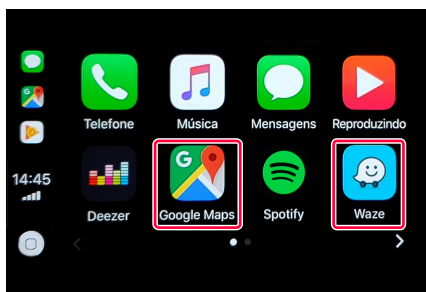 Telefone
Música
Mensagens
Reproduzindo
14:45
G
Deezer
Google Maps
Spotify
Waze